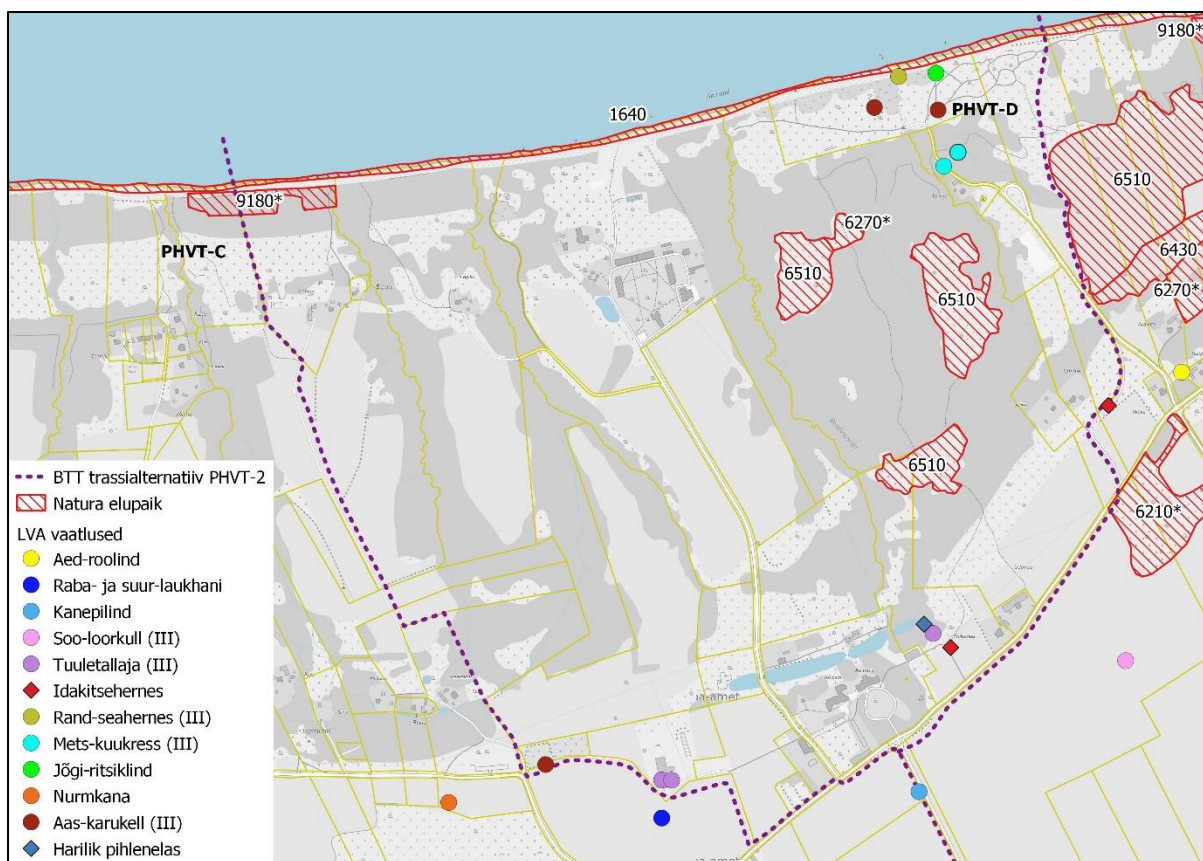 9180*
PHVT-D
1640
6510
9180*
PHVT-C
6270*
6510
6510
6430
6270*
6510
6210*
BTT trassialternatiiv PHVT-2
Natura elupaik
LVA vaatlused
Aed-roolind
Raba- ja suur-laukhani
Kanepilind
Soo-loorkull (III)
Tuuletallaja (III)
Idakitsehernes
Rand-seahernes (III)
Mets-kuukress (III)
Jõgi-ritsiklind
Nurmkana
Aas-karukell (III)
Harilik pihlenelas